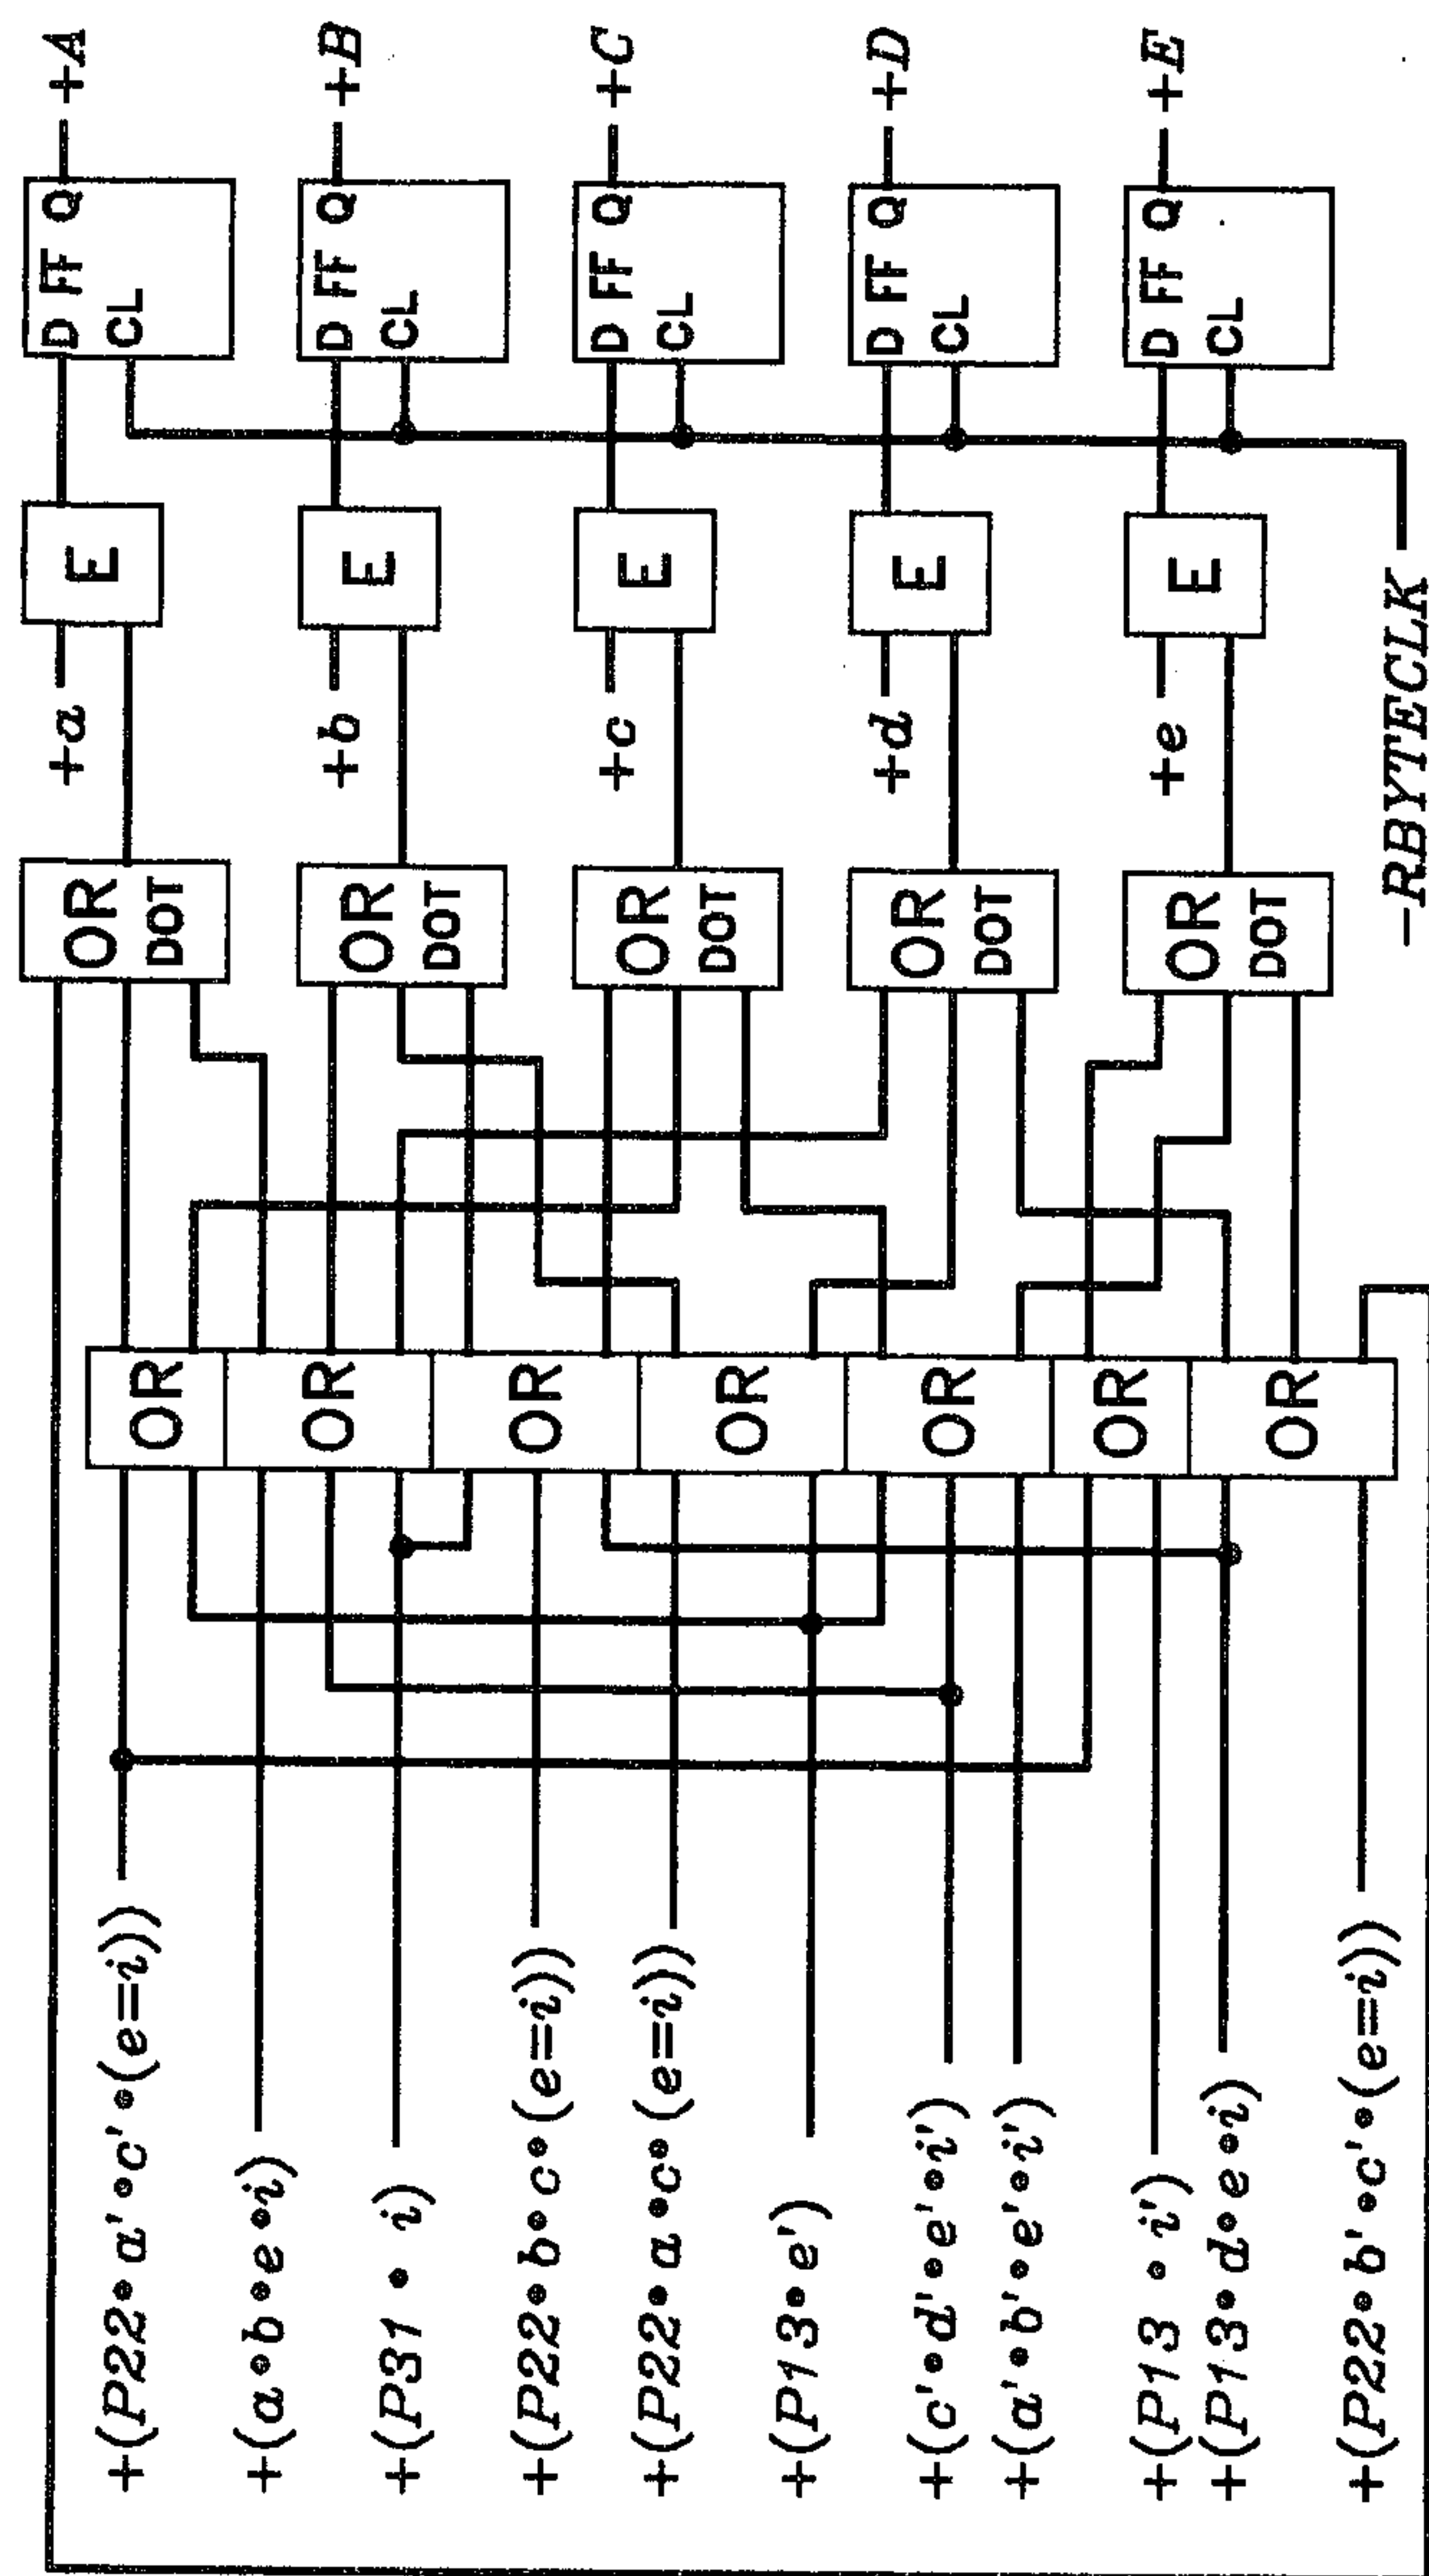 +(P22•a'•c'•(e=i))
+(a•b•e•i)
+(P31 • i)
+(P22•b•c•(e=i))
+(P22•a•c•(e=i))
+(P13•e')
+(c'•d'•e'•i')
+(a'•b'•e'•i')
+(P13 • i')
+(P13•d•e•i)
+(P22•b'•c'•(e=i))
OR
OR
OR
OR
OR
OR
OR
OR DOT
OR DOT
OR DOT
OR DOT
OR DOT
+a
+b
+c
+d
+e
-RBYTECLK
E
E
E
E
E
D FF Q
CL
D FF Q
CL
D FF Q
CL
D FF Q
CL
D FF Q
CL
+A
+B
+C
+D
+E